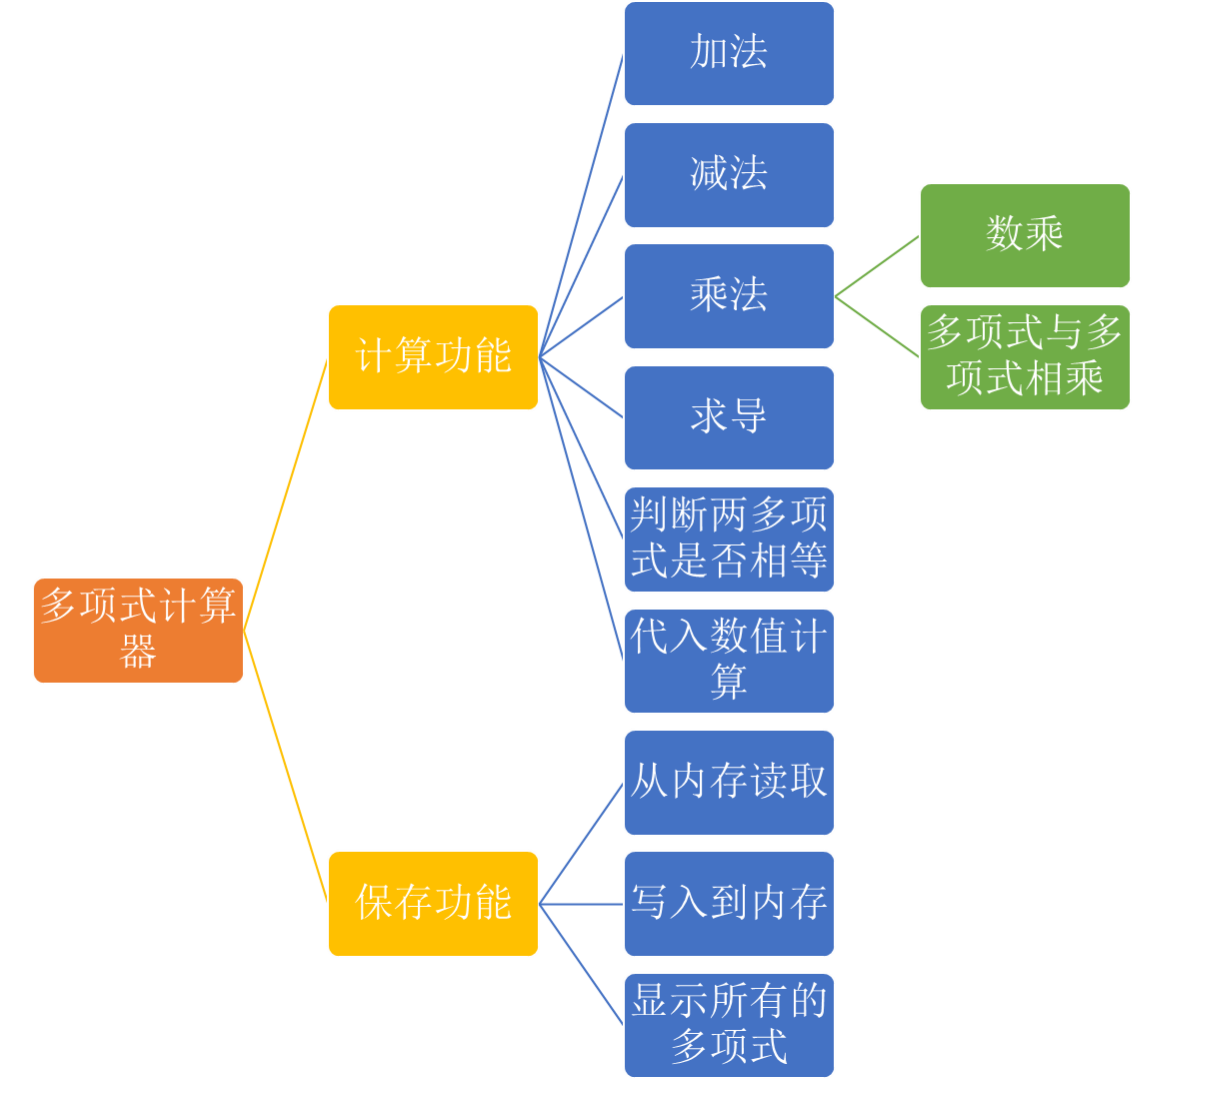 加法
减法
数乘
乘法
多项式与多
项式相乘
计算功能
求导
判断两多项
式是否相等
多项式计算
器
代入数值计
算
从内存读取
保存功能
写入到内存
显示所有的
多项式